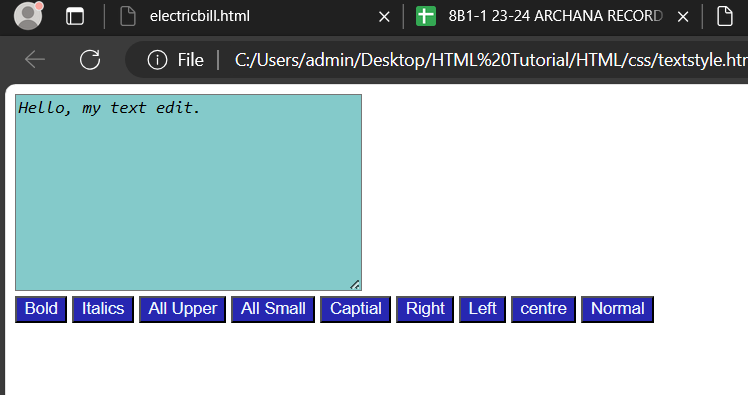 electricbill.html
8B1-1 23-24 ARCHANA RECORD
File
C:/Users/admin/Desktop/HTML%20Tutorial/HTML/css/textstyle.htm
Hello, my text edit.
Bold Italics All Upper All Small Captial Right Left centre Normal